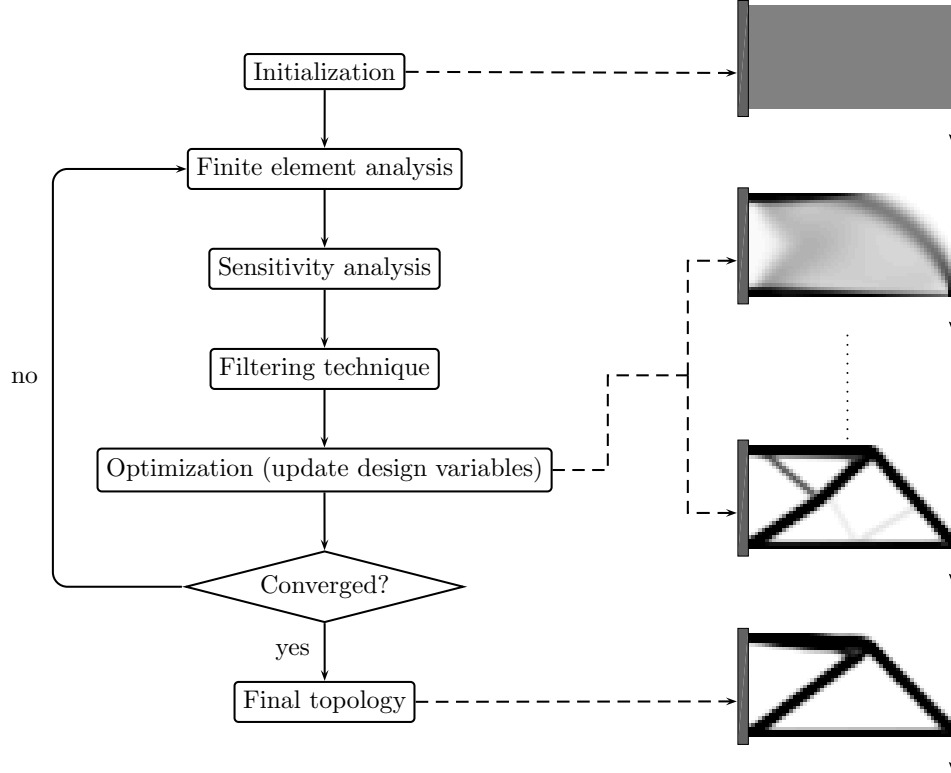 Initialization
Finite element analysis
Sensitivity analysis
Filtering technique
no
Optimization (update design variables)
Converged?
yes
Final topology